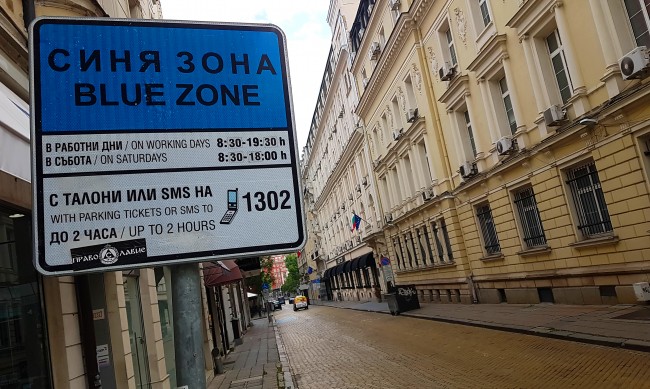 СИНЯ ЗОНА
BLUE ZONE
В РАБОТНИ ДНИ / ON WORKING DAYS 8:30-19:30 h
В СЪБОТА / ON SATURDAYS 8:30-18:00 h
С ТАЛОНИ ИЛИ SMS НА
WITH PARKING TICKETS OR SMS TO
1302
ДО 2 ЧАСА / UP TO 2 HOURS
ПРАВО ЛАВИЕ